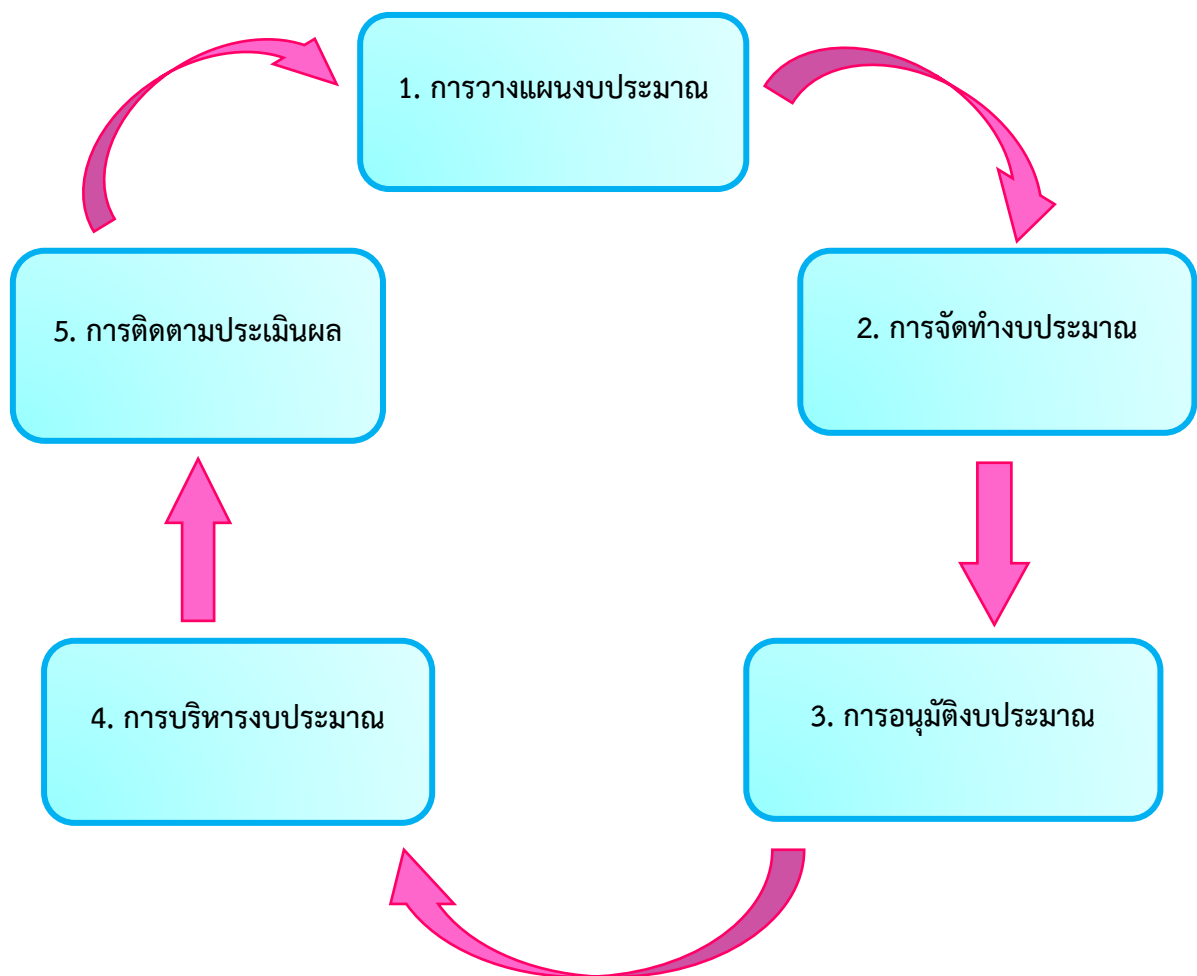 1. การวางแผนงบประมาณ
2. การจัดทำงบประมาณ
3. การอนุมัติงบประมาณ
4. การบริหารงบประมาณ
5. การติดตามประเมินผล